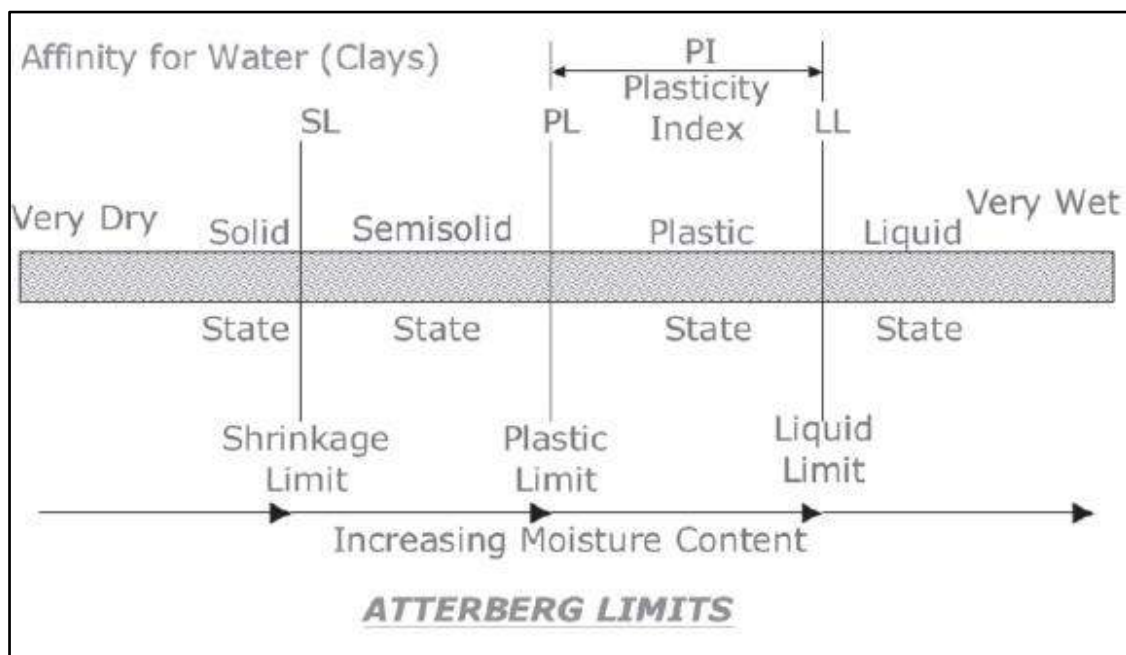 Affinity for Water (Clays)
PI
Plasticity
Index
SL
PL
LL
Very Dry
Solid
Semisolid
Plastic
Liquid
Very Wet
State
State
State
State
Shrinkage
Limit
Plastic
Limit
Liquid
Limit
Increasing Moisture Content
ATTERBERG LIMITS